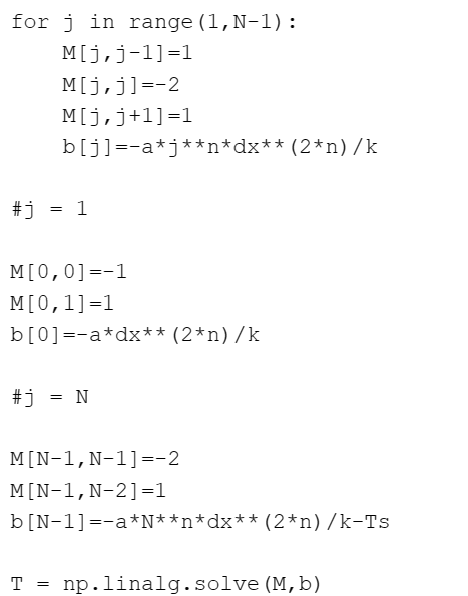 for j in range(1,N-1):
    M[j,j-1]=1
    M[j,j]=-2
    M[j,j+1]=1
    b[j]=-a*j**n*dx**(2*n)/k
#j = 1
M[0,0]=-1
M[0,1]=1
b[0]=-a*dx**(2*n)/k
#j = N
M[N-1,N-1]=-2
M[N-1,N-2]=1
b[N-1]=-a*N**n*dx**(2*n)/k-Ts
T = np.linalg.solve(M,b)